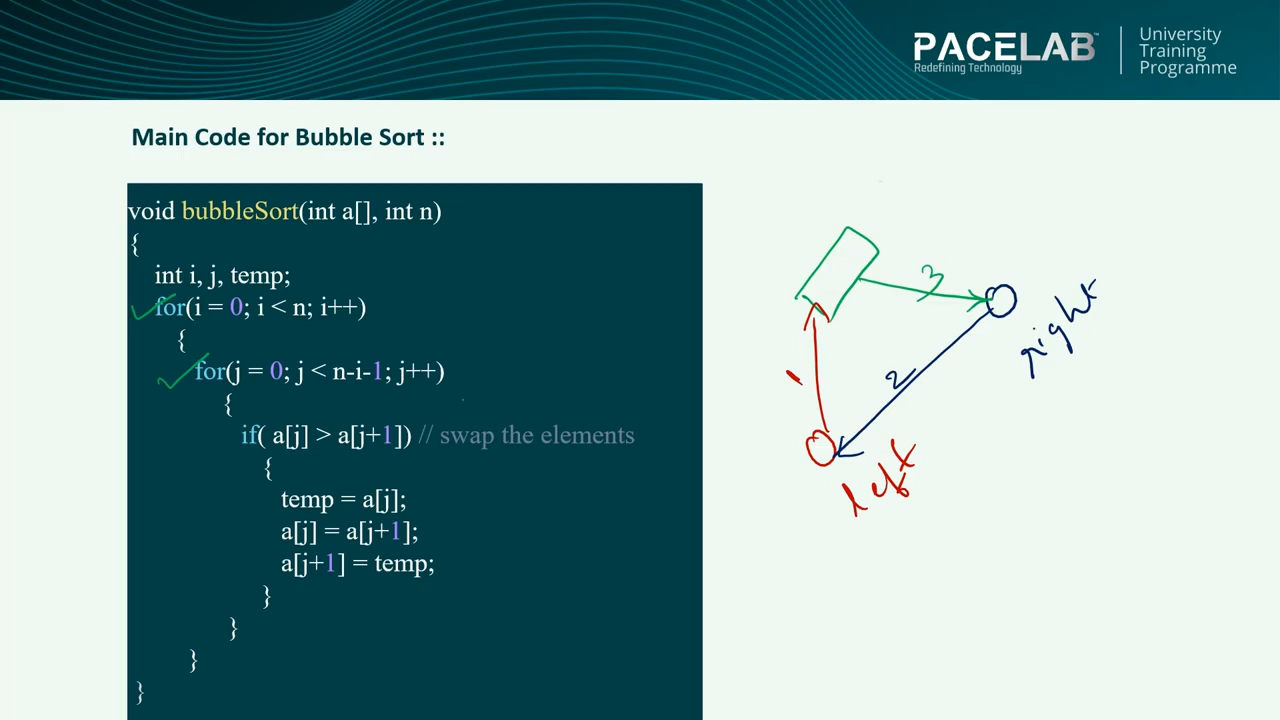 PACELAB™
Redefining Technology
University
Training
Programme
Main Code for Bubble Sort ::
void bubbleSort(int a[], int n)
{
int i, j, temp;
for(i = 0; i < n; i++)
{
for(j = 0; j < n-i-1; j++)
{
if( a[j] > a[j+1]) // swap the elements
{
temp = a[j];
a[j] = a[j+1];
a[j+1] = temp;
}
}
}
}
3
right
1
2
left